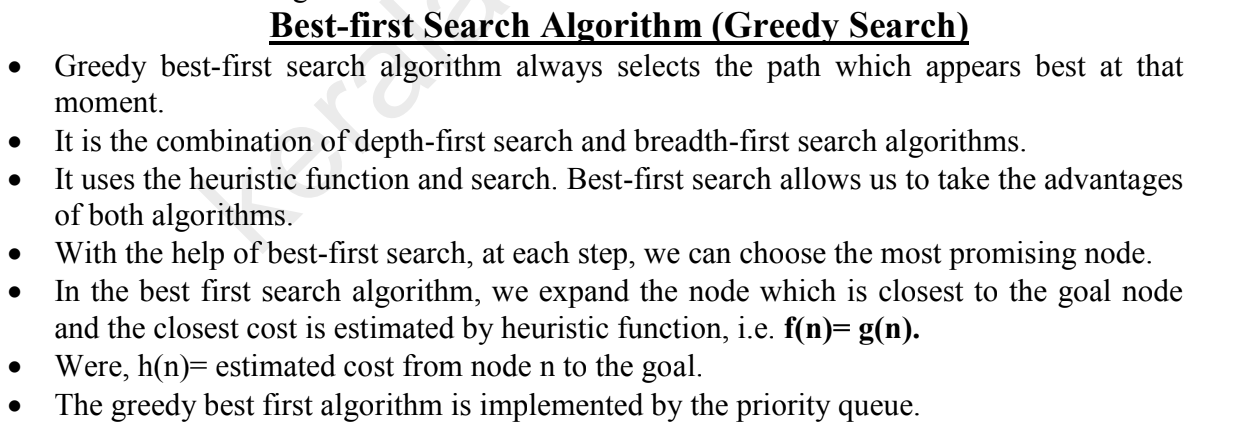 Best-first Search Algorithm (Greedy Search)
• Greedy best-first search algorithm always selects the path which appears best at that
moment.
• It is the combination of depth-first search and breadth-first search algorithms.
• It uses the heuristic function and search. Best-first search allows us to take the advantages
of both algorithms.
• With the help of best-first search, at each step, we can choose the most promising node.
• In the best first search algorithm, we expand the node which is closest to the goal node
and the closest cost is estimated by heuristic function, i.e. f(n)= g(n).
• Were, h(n)= estimated cost from node n to the goal.
• The greedy best first algorithm is implemented by the priority queue.